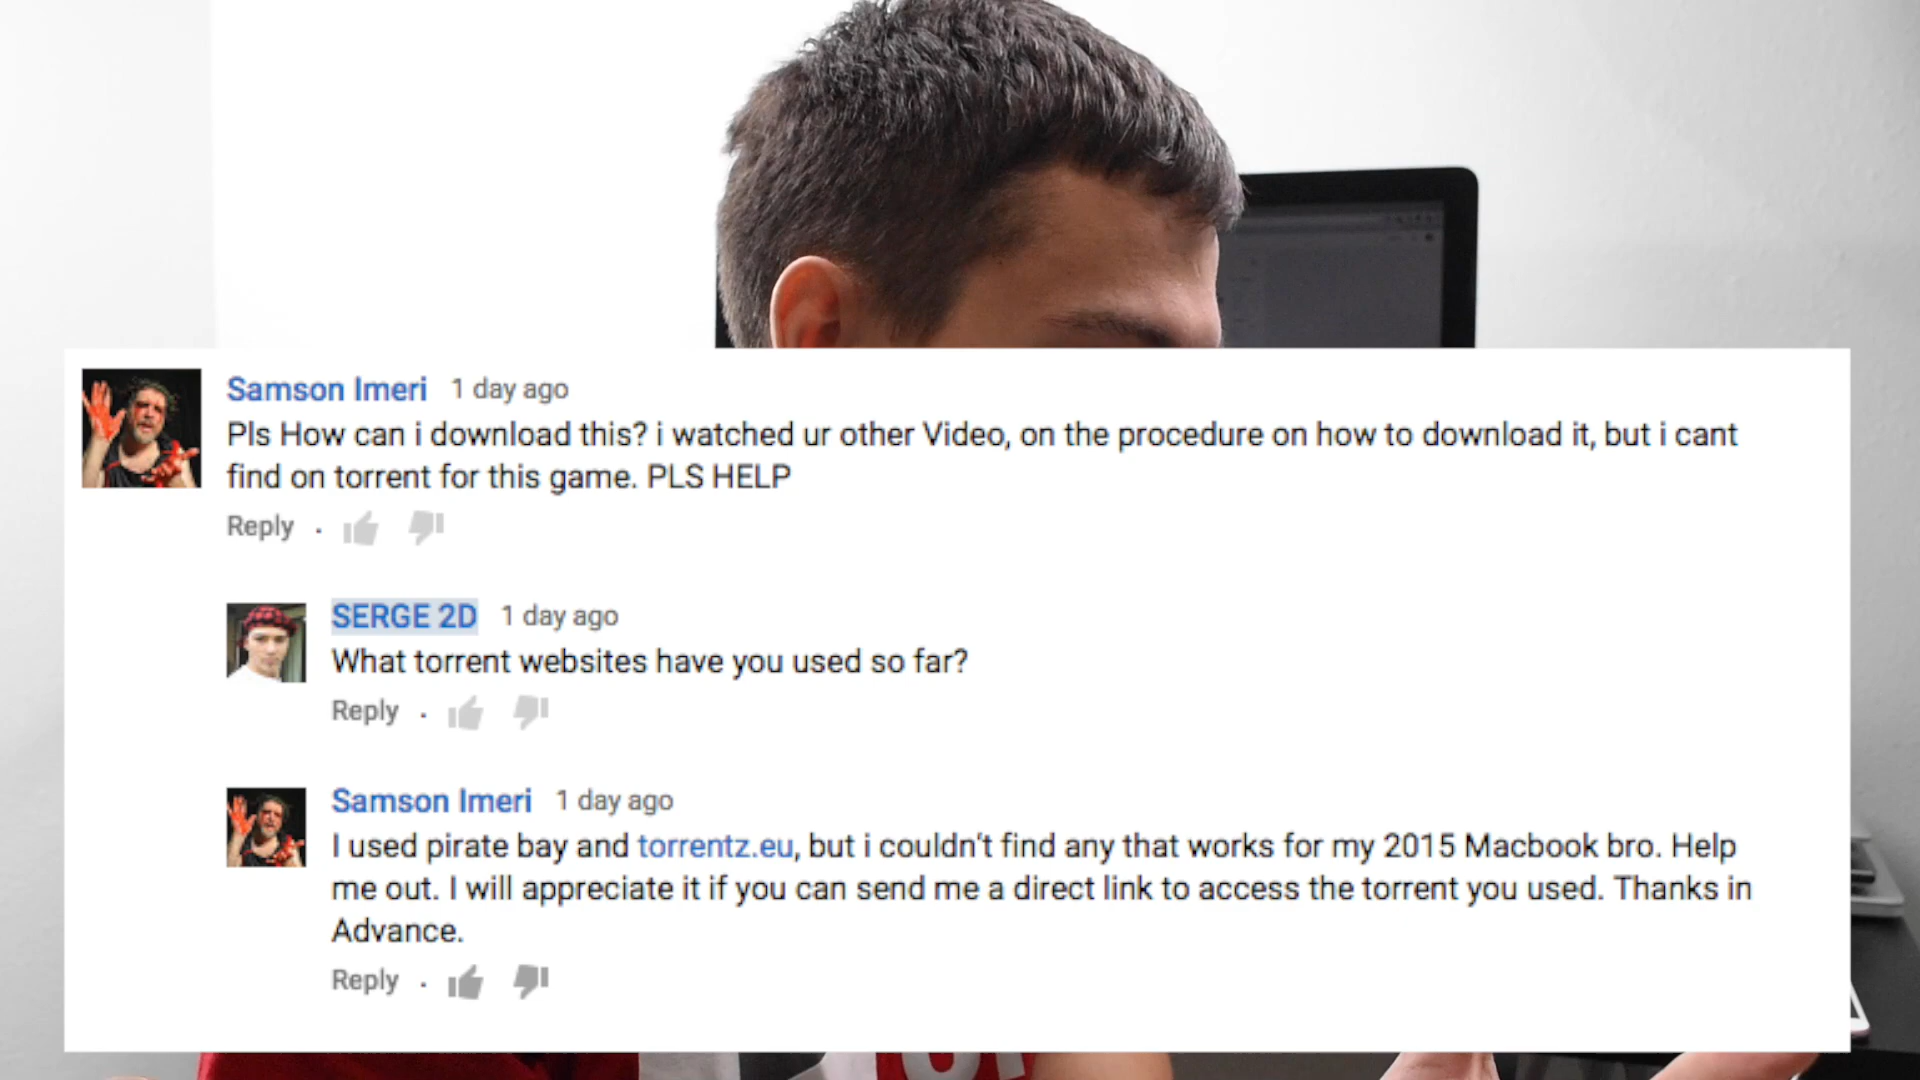 Samson Imeri 1 day ago
Pls How can i download this? i watched ur other Video, on the procedure on how to download it, but i cant
find on torrent for this game. PLS HELP
Reply .
SERGE 2D 1 day ago
What torrent websites have you used so far?
Reply .
Samson Imeri 1 day ago
I used pirate bay and torrentz.eu, but i couldn't find any that works for my 2015 Macbook bro. Help
me out. I will appreciate it if you can send me a direct link to access the torrent you used. Thanks in
Advance.
Reply .